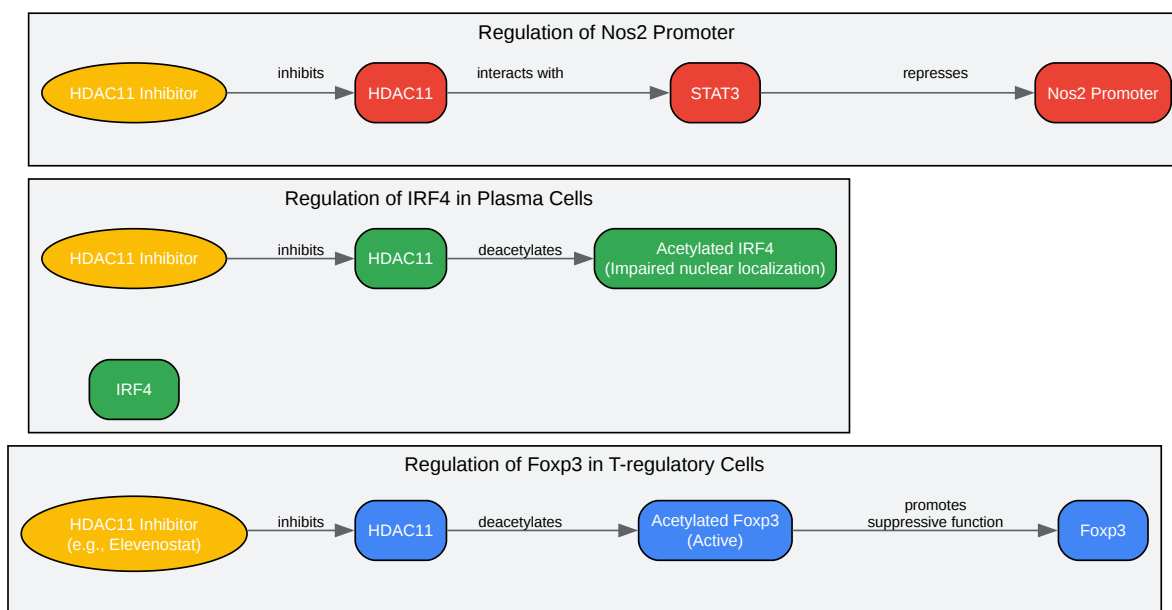 Regulation of Nos2 Promoter
HDAC11 Inhibitor
inhibits
HDAC11
interacts with
STAT3
represses
Nos2 Promoter
Regulation of IRF4 in Plasma Cells
HDAC11 Inhibitor
inhibits
HDAC11
deacetylates
Acetylated IRF4
(Impaired nuclear localization)
IRF4
Regulation of Foxp3 in T-regulatory Cells
HDAC11 Inhibitor
(e.g., Elevenostat)
inhibits
HDAC11
deacetylates
Acetylated Foxp3
(Active)
promotes
suppressive function
Foxp3